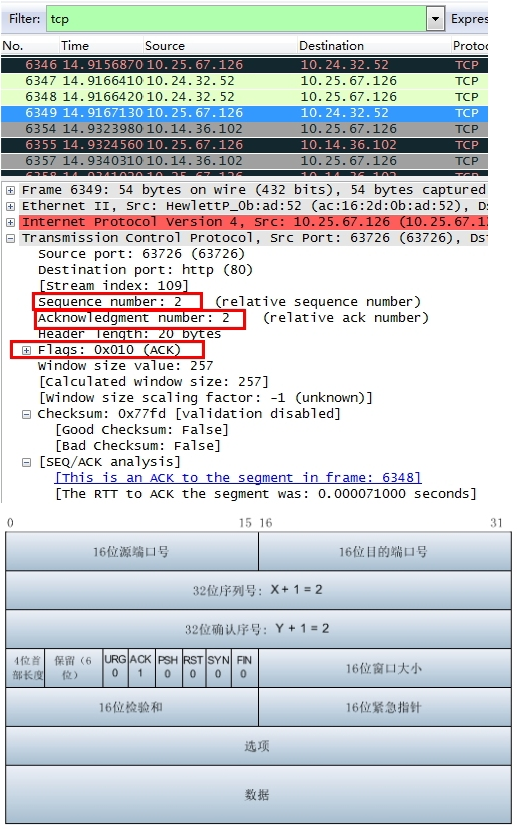 Filter: tcp Expres
No. Time Source Destination Protoc
6346 14.9156870 10.25.67.126 10.24.32.52 TCP
6347 14.9166410 10.24.32.52 10.25.67.126 TCP
6348 14.9166420 10.24.32.52 10.25.67.126 TCP
6349 14.9167130 10.25.67.126 10.24.32.52 TCP
6354 14.9323980 10.14.36.102 10.25.67.126 TCP
6355 14.9324560 10.25.67.126 10.14.36.102 TCP
6357 14.9340310 10.14.36.102 10.25.67.126 TCP
Frame 6349: 54 bytes on wire (432 bits), 54 bytes captured
Ethernet II, Src: HewlettP_0b:ad:52 (ac:16:2d:0b:ad:52), D
Internet Protocol Version 4, Src: 10.25.67.126 (10.25.67.12
Transmission Control Protocol, Src Port: 63726 (63726), Dst
Source port: 63726 (63726)
Destination port: http (80)
[Stream index: 109]
Sequence number: 2 (relative sequence number)
Acknowledgment number: 2 (relative ack number)
Header length: 20 bytes
Flags: 0x010 (ACK)
Window size value: 257
[Calculated window size: 257]
[Window size scaling factor: -1 (unknown)]
Checksum: 0x77fd [validation disabled]
[Good Checksum: False]
[Bad Checksum: False]
[SEQ/ACK analysis]
[This is an ACK to the segment in frame: 6348]
[The RTT to ACK the segment was: 0.000071000 seconds]
0 15 16 31
16位源端口号 16位目的端口号
32位序列号: X + 1 = 2
32位确认序号: Y + 1 = 2
4位首部长度 保留（6位） URG 0 ACK 1 PSH 0 RST 0 SYN 0 FIN 0 16位窗口大小
16位检验和 16位紧急指针
选项
数据